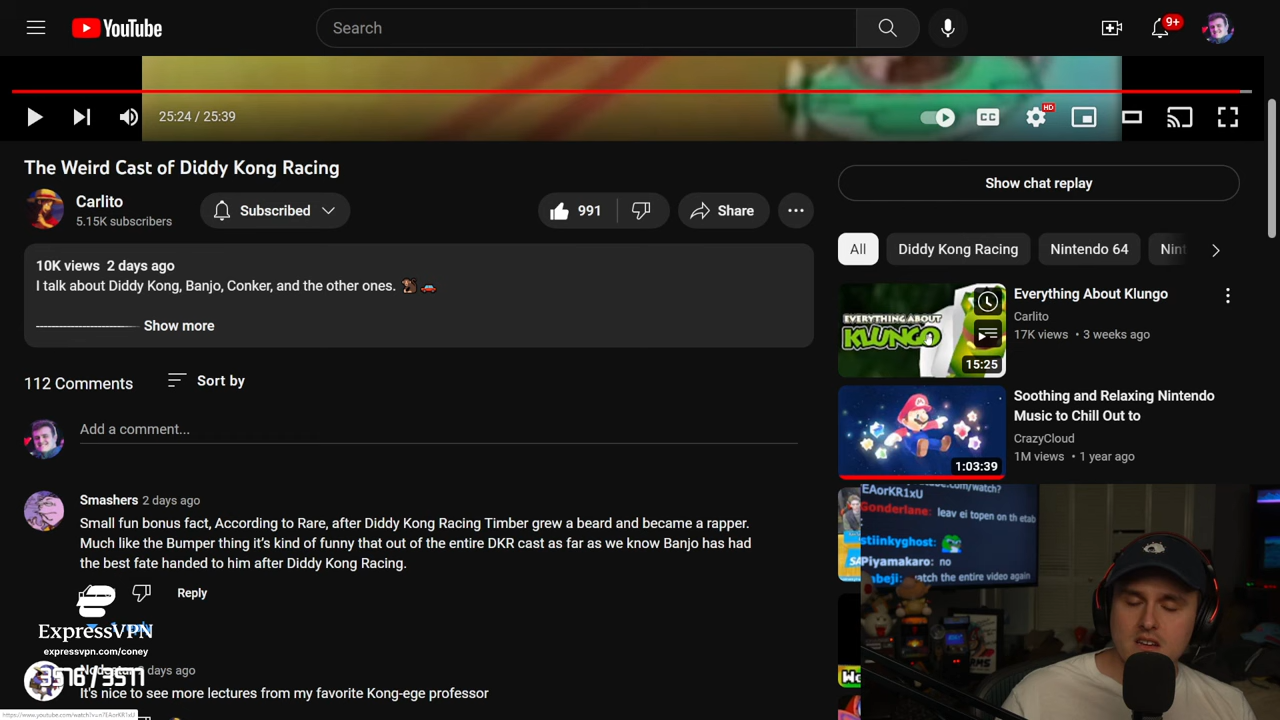 YouTube
Search
9+
25:24 / 25:39
CC
HD
The Weird Cast of Diddy Kong Racing
Carlito
5.15K subscribers
Subscribed
991
Share
Show chat replay
10K views 2 days ago
I talk about Diddy Kong, Banjo, Conker, and the other ones.
Show more
All
Diddy Kong Racing
Nintendo 64
Nint
EVERYTHING ABOUT
KLUNGO
15:25
Everything About Klungo
Carlito
17K views • 3 weeks ago
1:03:39
Soothing and Relaxing Nintendo
Music to Chill Out to
CrazyCloud
1M views • 1 year ago
112 Comments
Sort by
Add a comment...
Smashers 2 days ago
Small fun bonus fact, According to Rare, after Diddy Kong Racing Timber grew a beard and became a rapper.
Much like the Bumper thing it's kind of funny that out of the entire DKR cast as far as we know Banjo has had
the best fate handed to him after Diddy Kong Racing.
Reply
ExpressVPN
expressvpn.com/coney
days ago
It's nice to see more lectures from my favorite Kong-ege professor
EAorKR1xU
Gonderlane: leav ei topen on th etab
stiinkyghost:
Piyamakaro: no
watch the entire video again